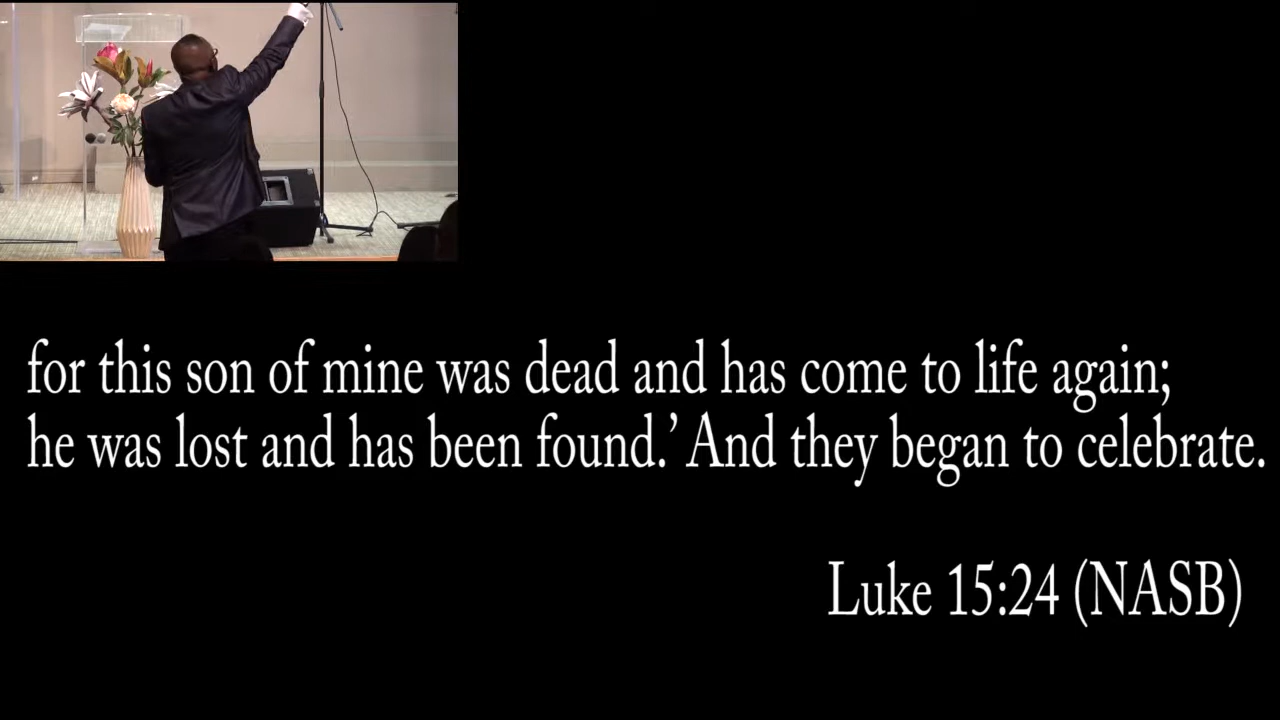 for this son of mine was dead and has come to life again;
he was lost and has been found.’ And they began to celebrate.
Luke 15:24 (NASB)